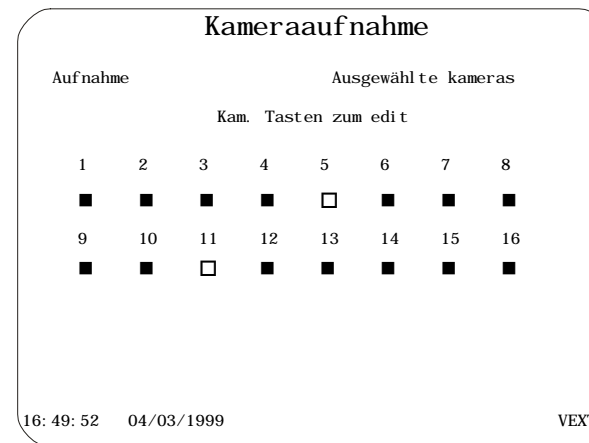 Kameraaufnahme
Aufnahme Ausgewählte kameras
Kam. Tasten zum edit
1 2 3 4 5 6 7 8
9 10 11 12 13 14 15 16
16:49:52 04/03/1999 VEXT